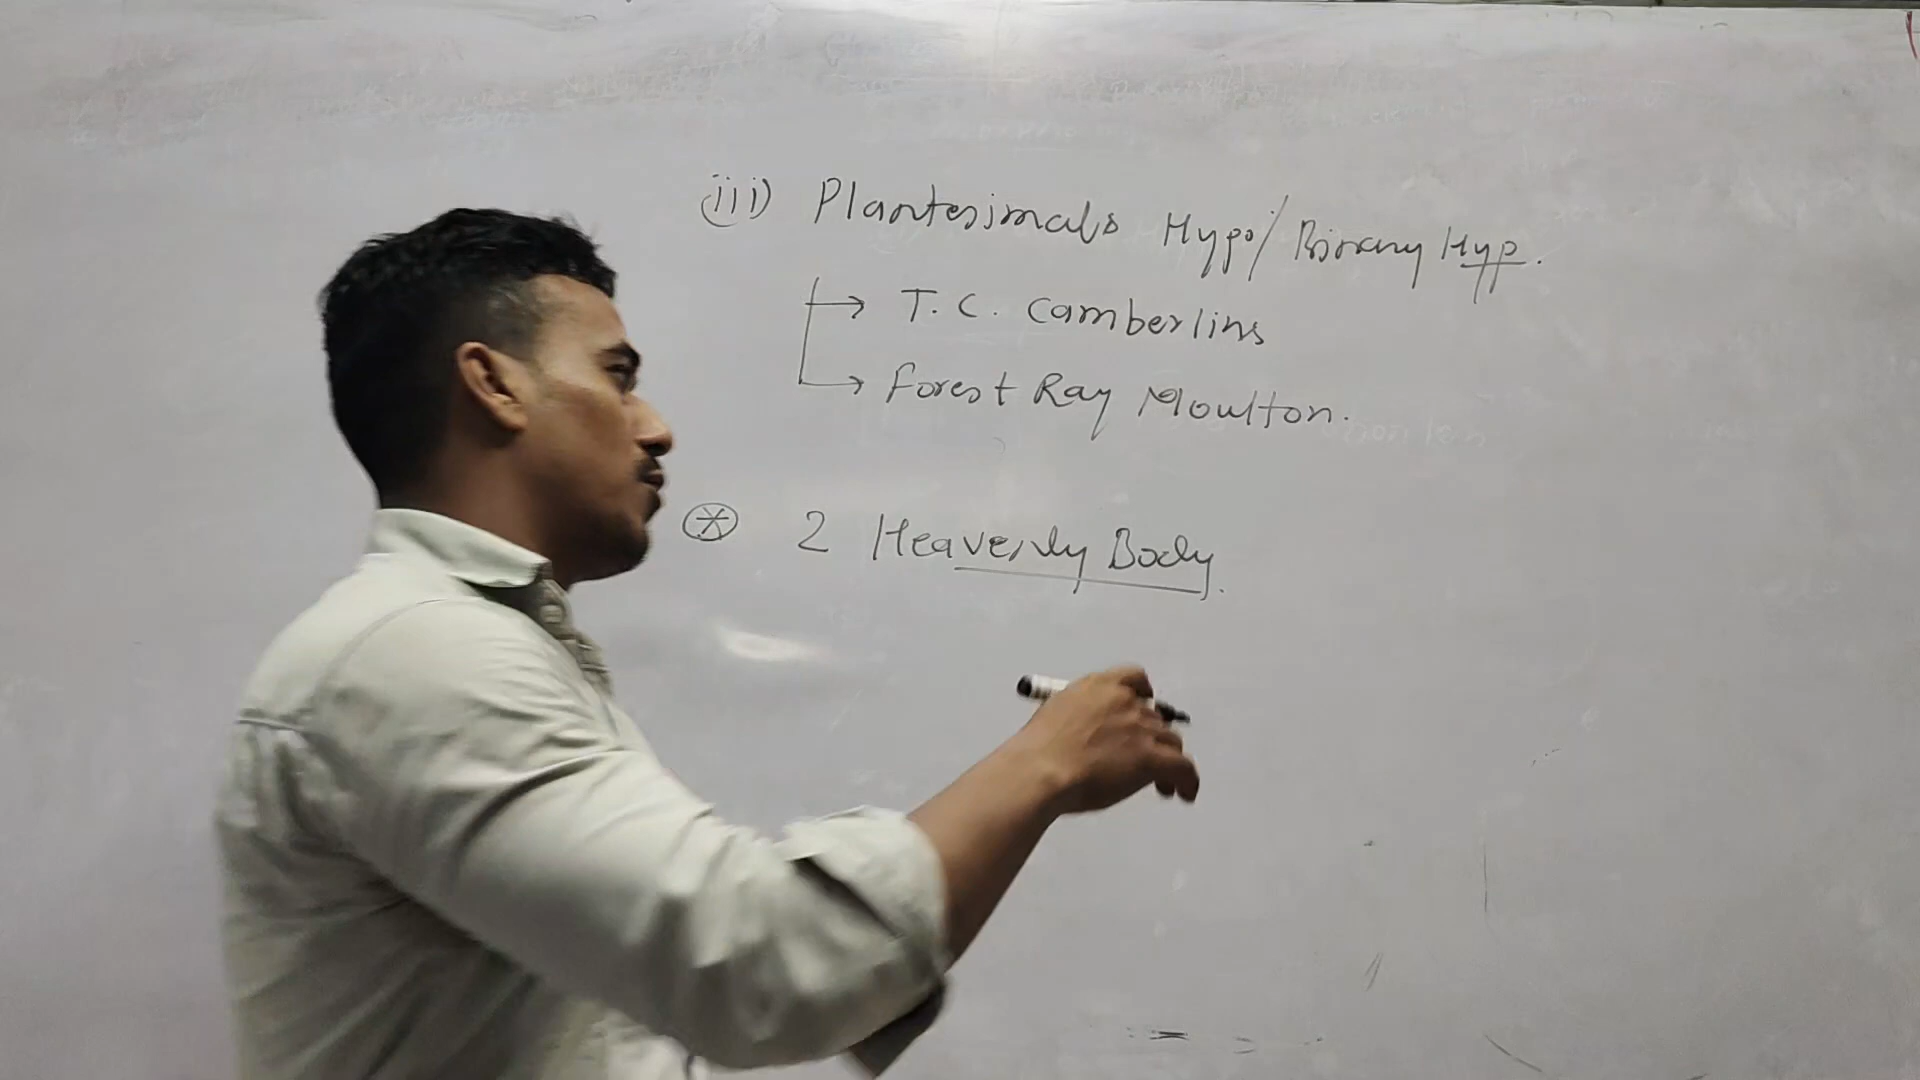 iii) Plantesimals Hypo/Binary Hyp.
→ T.C. Camberlins
→ Forest Ray Moulton.
* 2 Heavenly Body.